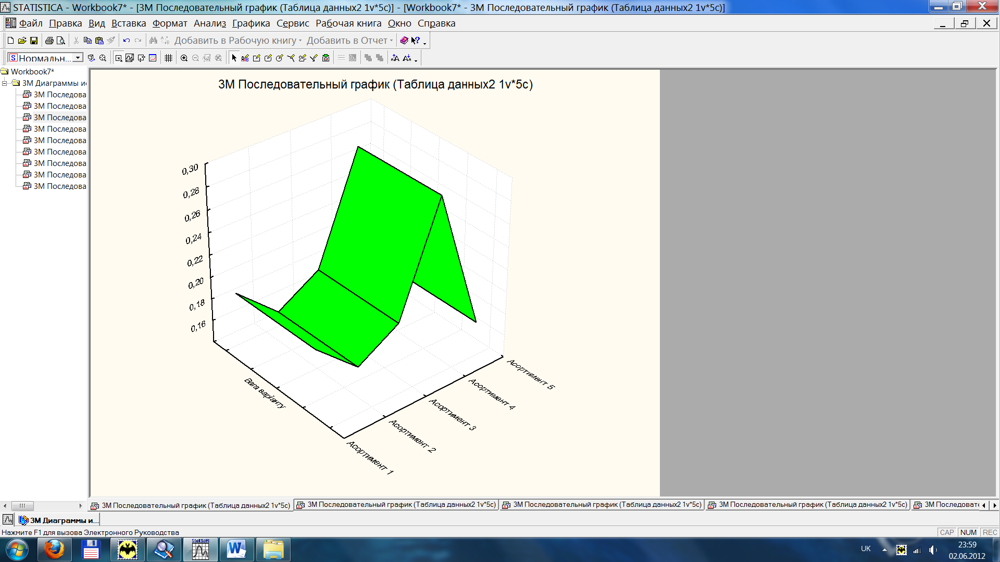 STATISTICA - Workbook7* - [3М Последовательный график (Таблица данных2 1v*5c)] - [Workbook7* - 3М Последовательный график (Таблица данных2 1v*5c)]
Файл Правка Вид Вставка Формат Анализ Графика Сервис Рабочая книга Окно Справка
Добавить в Рабочую книгу Добавить в Отчет
Нормальн...
Workbook7*
3М Диаграммы ис
3М Последова
3М Последова
3М Последова
3М Последова
3М Последова
3М Последова
3М Последова
3М Последова
3М Последова
3М Последовательный график (Таблица данных2 1v*5c)
0,30
0,28
0,26
0,24
0,22
0,20
0,18
0,16
Вага варіанту
Асортимент 5
Асортимент 4
Асортимент 3
Асортимент 2
Асортимент 1
3М Последовательный график (Таблица данных2 1v*5c) 3М Последовательный график (Таблица данных2 1v*5c) 3М Последовательный график (Таблица данных2 1v*5c) 3М Последовательный график (Таблица данных2 1v*5c) 3М Последовате
3М Диаграммы и...
Нажмите F1 для вызова Электронного Руководства
CAP NUM REC
StatSoft
UK
23:59
02.06.2012